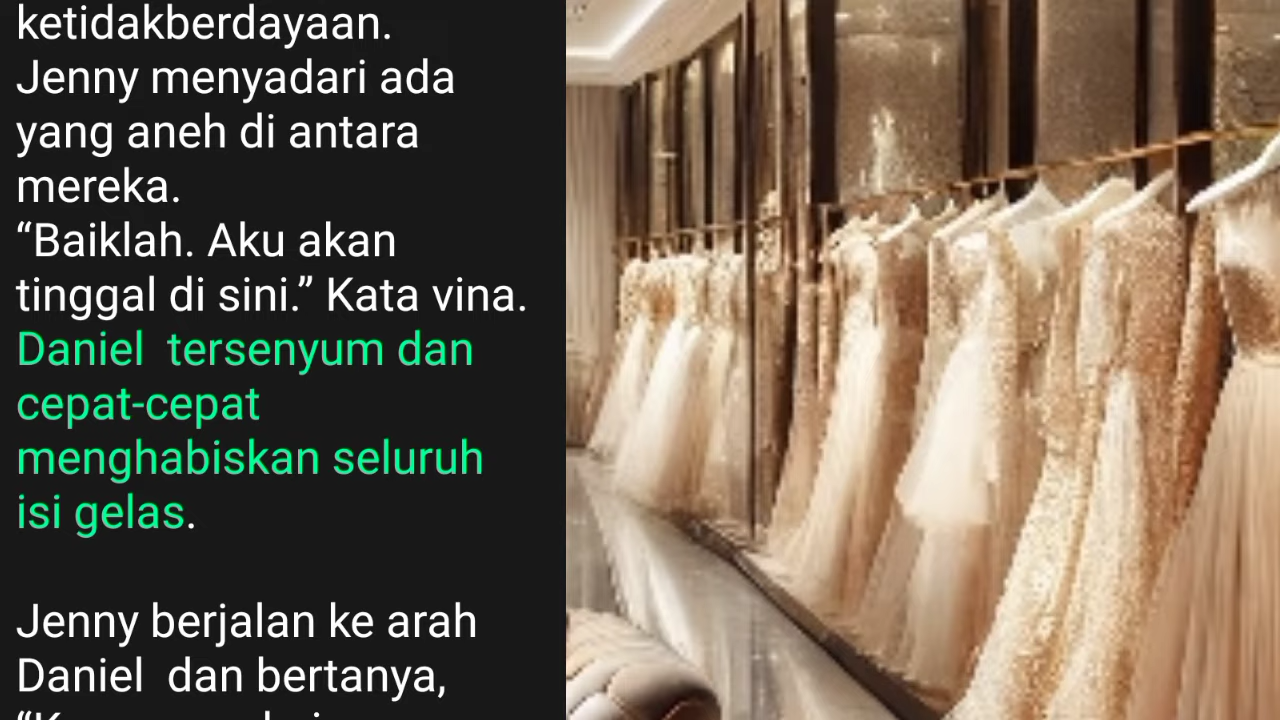 ketidakberdayaan.
Jenny menyadari ada
yang aneh di antara
mereka.
“Baiklah. Aku akan
tinggal di sini.” Kata vina.
Daniel  tersenyum dan
cepat-cepat
menghabiskan seluruh
isi gelas.
Jenny berjalan ke arah
Daniel  dan bertanya,